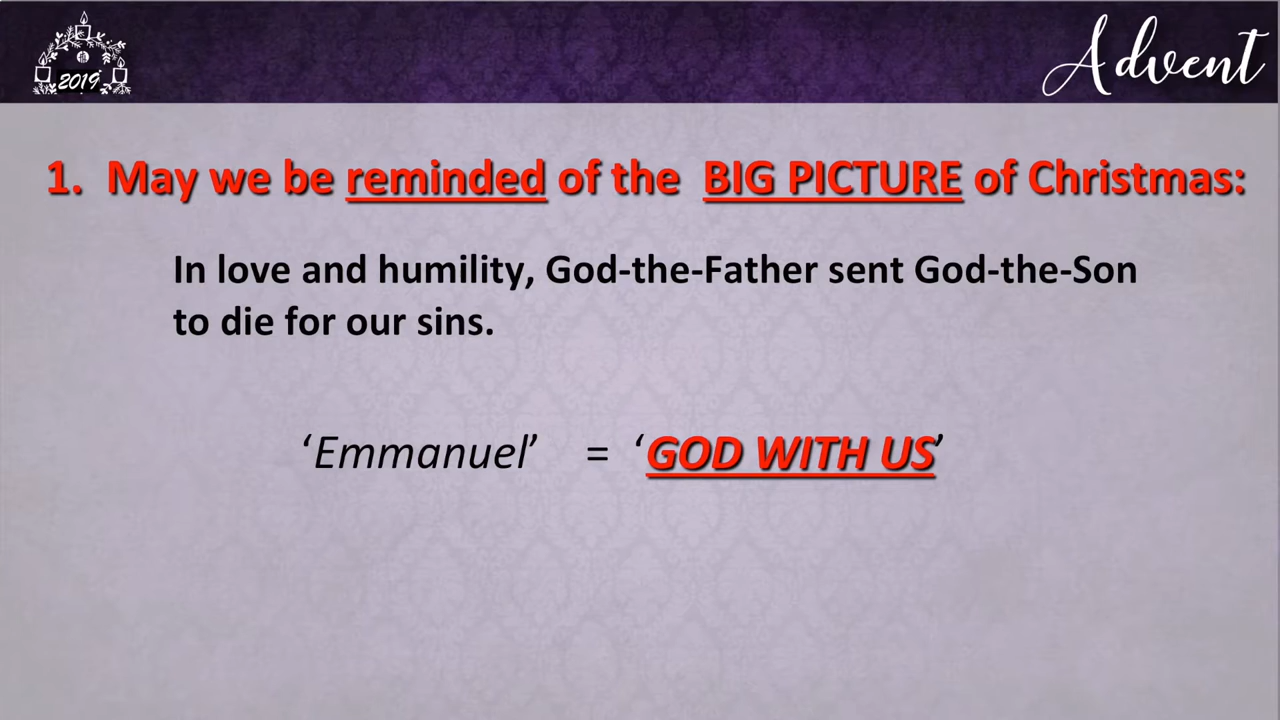 2019
Advent
1. May we be reminded of the BIG PICTURE of Christmas:
In love and humility, God-the-Father sent God-the-Son
to die for our sins.
‘Emmanuel’ = ‘GOD WITH US’